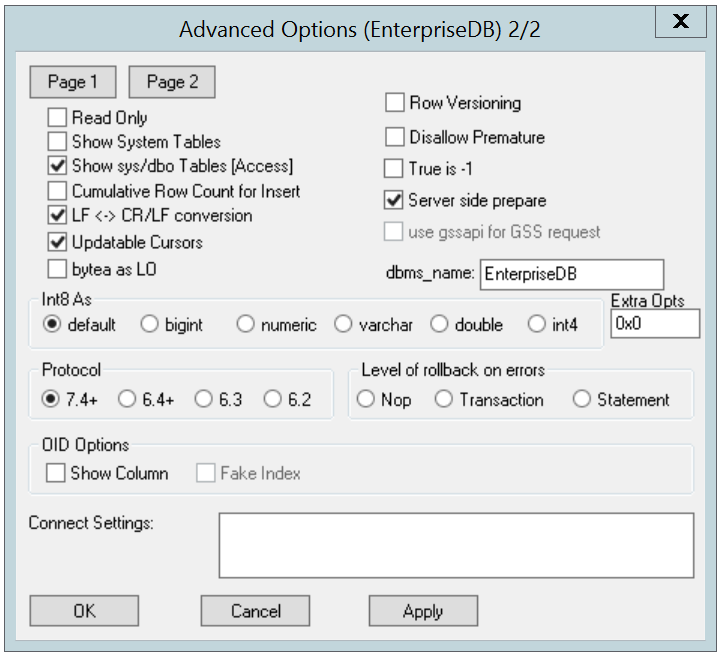 Advanced Options (EnterpriseDB) 2/2
X
Page 1 Page 2
Read Only
Show System Tables
Show sys/dbo Tables [Access]
Cumulative Row Count for Insert
LF <-> CR/LF conversion
Updatable Cursors
bytea as LO
Row Versioning
Disallow Premature
True is -1
Server side prepare
use gssapi for GSS request
dbms_name: EnterpriseDB
Int8 As
default bigint numeric varchar double int4
Extra Opts
0x0
Protocol
7.4+ 6.4+ 6.3 6.2
Level of rollback on errors
Nop Transaction Statement
OID Options
Show Column Fake Index
Connect Settings:
OK Cancel Apply